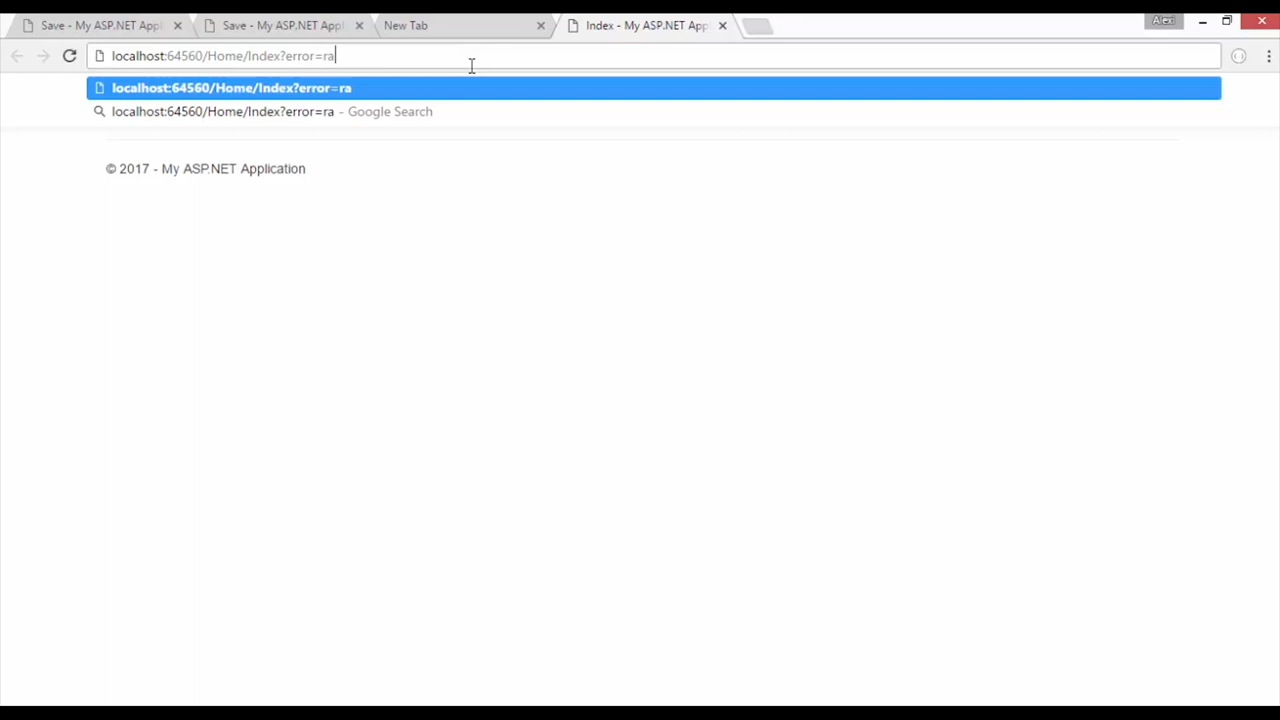 Save - My ASP.NET Appl
Save - My ASP.NET Appl
New Tab
Index - My ASP.NET App
Alexi
localhost:64560/Home/Index?error=ra
localhost:64560/Home/Index?error=ra
localhost:64560/Home/Index?error=ra - Google Search
© 2017 - My ASP.NET Application